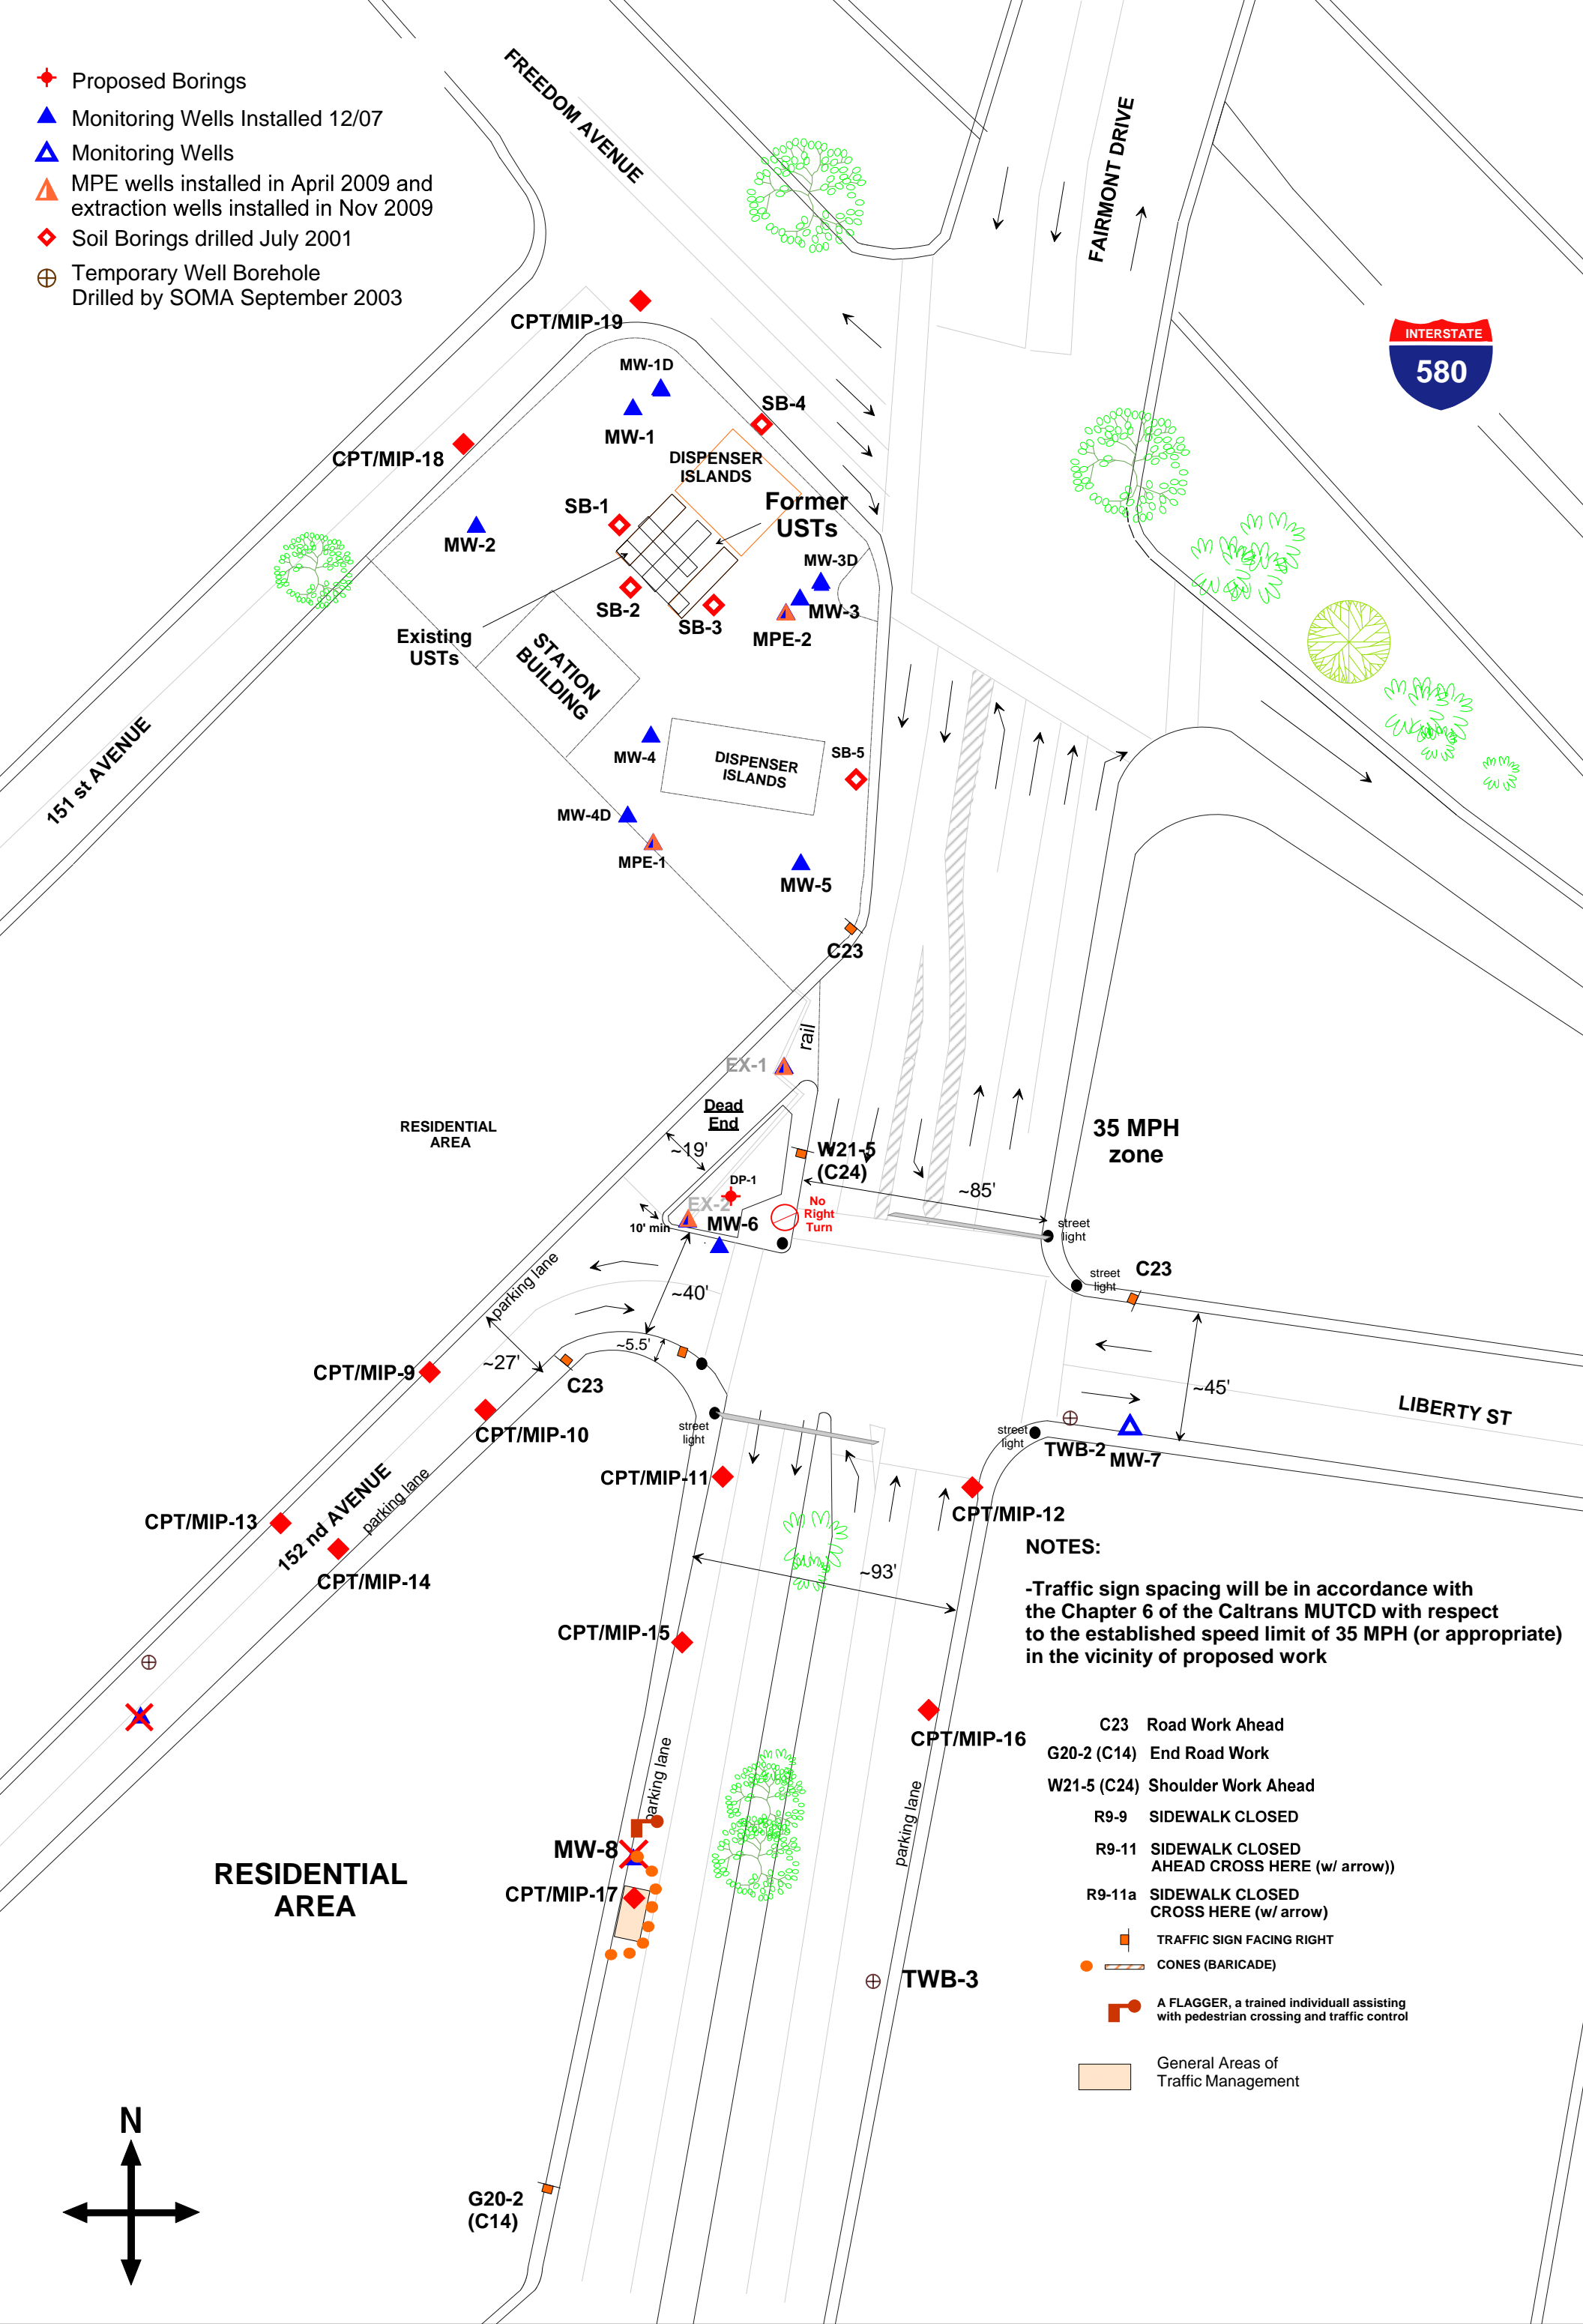 Proposed Borings
Monitoring Wells Installed 12/07
Monitoring Wells
MPE wells installed in April 2009 and
extraction wells installed in Nov 2009
Soil Borings drilled July 2001
Temporary Well Borehole
Drilled by SOMA September 2003
FREEDOM AVENUE
FAIRMONT DRIVE
INTERSTATE
580
CPT/MIP-19
MW-1D
MW-1
SB-4
CPT/MIP-18
DISPENSER
ISLANDS
SB-1
Former
USTs
MW-2
MW-3D
SB-2
MW-3
SB-3
MPE-2
Existing
USTs
STATION
BUILDING
151 st AVENUE
MW-4
DISPENSER
ISLANDS
SB-5
MW-4D
MPE-1
MW-5
C23
rail
EX-1
Dead
End
RESIDENTIAL
AREA
35 MPH
zone
~19'
W21-5
(C24)
DP-1
~85'
EX-2
No
Right
Turn
10' min
MW-6
street
light
street
light
C23
parking lane
~40'
~5.5'
~27'
CPT/MIP-9
C23
~45'
LIBERTY ST
CPT/MIP-10
street
light
street
light
TWB-2
MW-7
CPT/MIP-11
CPT/MIP-12
152 nd AVENUE
parking lane
CPT/MIP-13
CPT/MIP-14
~93'
NOTES:
-Traffic sign spacing will be in accordance with
the Chapter 6 of the Caltrans MUTCD with respect
to the established speed limit of 35 MPH (or appropriate)
in the vicinity of proposed work
CPT/MIP-15
CPT/MIP-16
C23 Road Work Ahead
G20-2 (C14) End Road Work
W21-5 (C24) Shoulder Work Ahead
R9-9 SIDEWALK CLOSED
R9-11 SIDEWALK CLOSED
AHEAD CROSS HERE (w/ arrow))
R9-11a SIDEWALK CLOSED
CROSS HERE (w/ arrow)
TRAFFIC SIGN FACING RIGHT
CONES (BARICADE)
A FLAGGER, a trained individuall assisting
with pedestrian crossing and traffic control
General Areas of
Traffic Management
parking lane
parking lane
MW-8
CPT/MIP-17
RESIDENTIAL
AREA
TWB-3
N
G20-2
(C14)